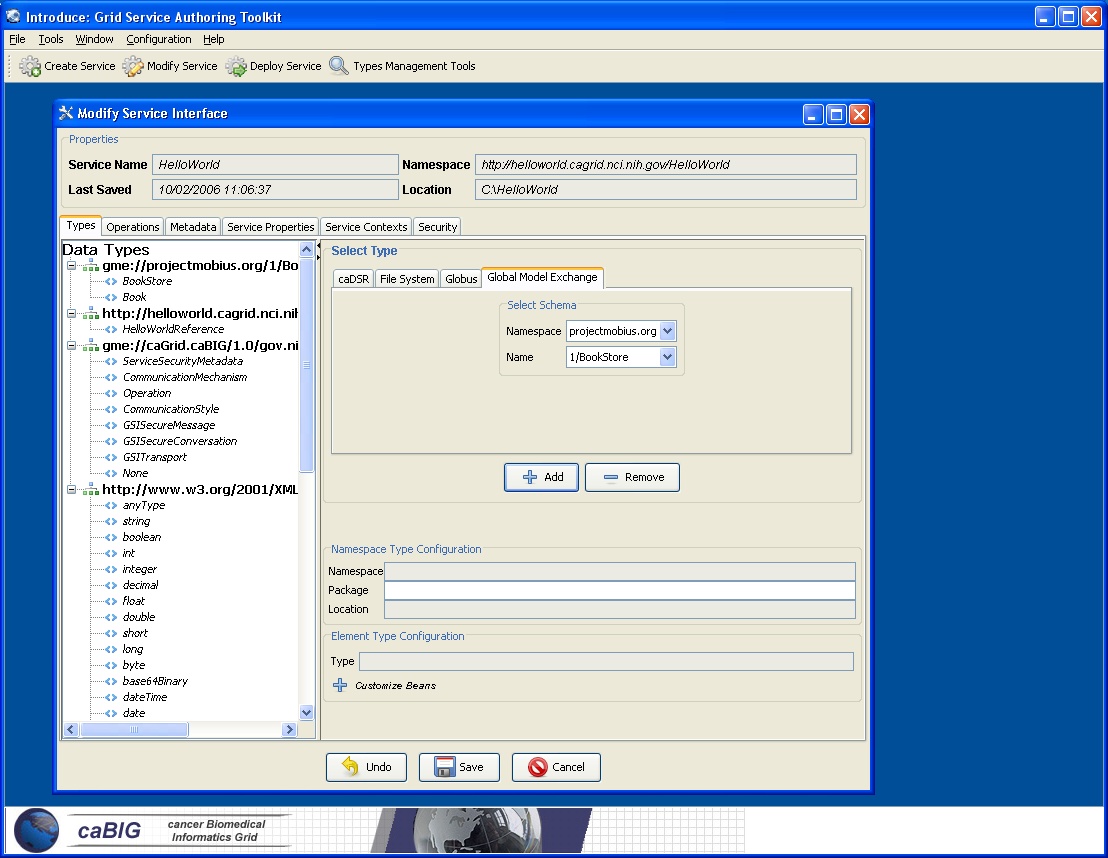 Introduce: Grid Service Authoring Toolkit
File Tools Window Configuration Help
Create Service Modify Service Deploy Service Types Management Tools
Modify Service Interface
Properties
Service Name HelloWorld Namespace http://helloworld.cagrid.nci.nih.gov/HelloWorld
Last Saved 10/02/2006 11:06:37 Location C:\HelloWorld
Types Operations Metadata Service Properties Service Contexts Security
Data Types
gme://projectmobius.org/1/Bo
BookStore
Book
http://helloworld.cagrid.nci.nih
HelloWorldReference
gme://caGrid.caBIG/1.0/gov.ni
ServiceSecurityMetadata
CommunicationMechanism
Operation
CommunicationStyle
GSISecureMessage
GSISecureConversation
GSITransport
None
http://www.w3.org/2001/XML
anyType
string
boolean
int
integer
decimal
float
double
short
long
byte
base64Binary
dateTime
date
Select Type
caDSR File System Globus Global Model Exchange
Select Schema
Namespace projectmobius.org
Name 1/BookStore
Add Remove
Namespace Type Configuration
Namespace
Package
Location
Element Type Configuration
Type
Customize Beans
Undo Save Cancel
caBIG cancer Biomedical
Informatics Grid